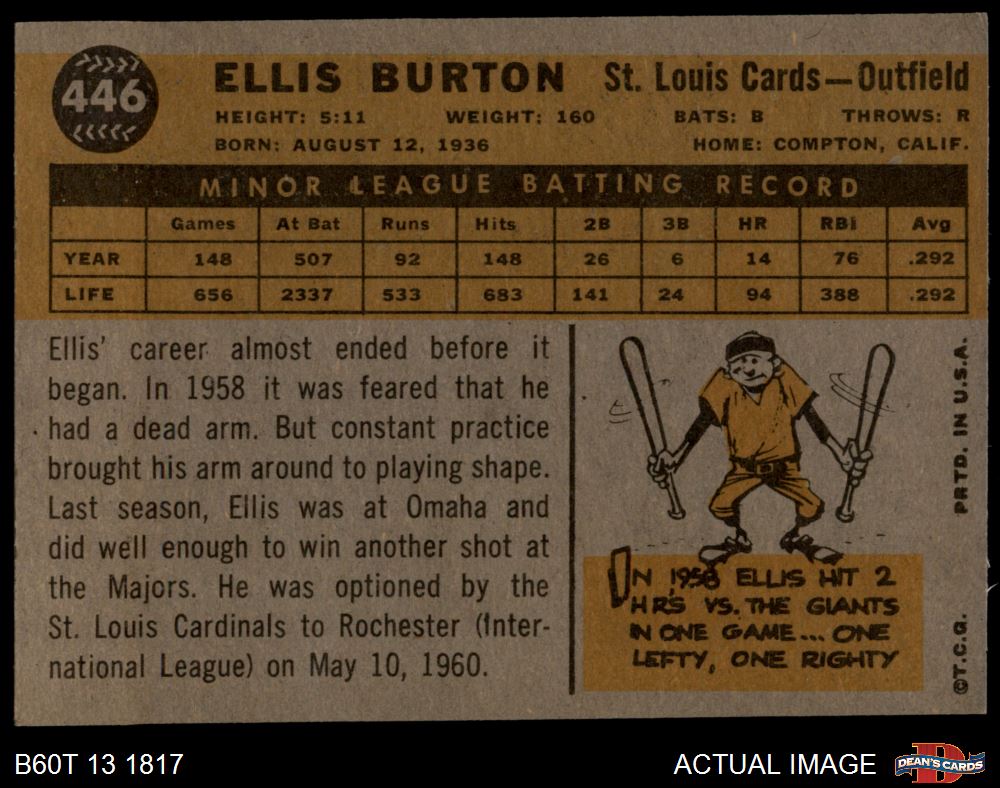 446
ELLIS BURTON St. Louis Cards—Outfield
HEIGHT: 5:11 WEIGHT: 160 BATS: B THROWS: R
BORN: AUGUST 12, 1936 HOME: COMPTON, CALIF.
MINOR LEAGUE BATTING RECORD
Games At Bat Runs Hits 2B 3B HR RBI Avg
YEAR 148 507 92 148 26 6 14 76 .292
LIFE 656 2337 533 683 141 24 94 388 .292
Ellis' career almost ended before it
began. In 1958 it was feared that he
had a dead arm. But constant practice
brought his arm around to playing shape.
Last season, Ellis was at Omaha and
did well enough to win another shot at
the Majors. He was optioned by the
St. Louis Cardinals to Rochester (Inter-
national League) on May 10, 1960.
IN 1958 ELLIS HIT 2
HRS VS. THE GIANTS
IN ONE GAME... ONE
LEFTY, ONE RIGHTY
©T.C.G. PRTD. IN U.S.A.
B60T 13 1817 ACTUAL IMAGE
DEAN'S CARDS